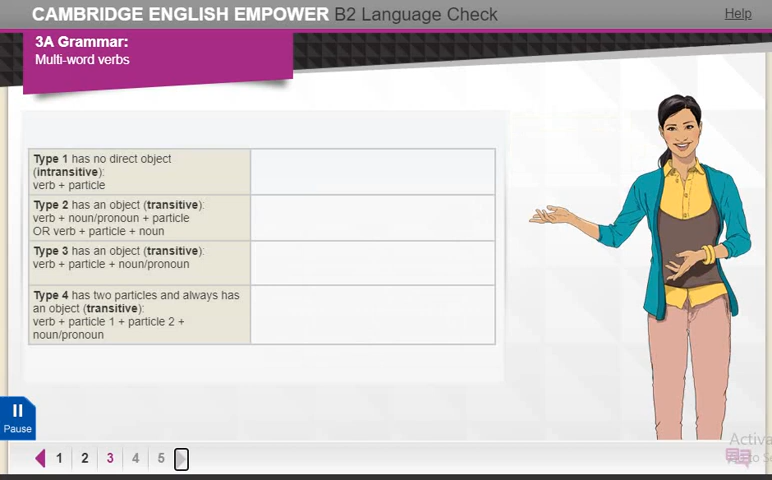 CAMBRIDGE ENGLISH EMPOWER B2 Language Check
Help
3A Grammar:
Multi-word verbs
Type 1 has no direct object
(intransitive):
verb + particle
Type 2 has an object (transitive):
verb + noun/pronoun + particle
OR verb + particle + noun
Type 3 has an object (transitive):
verb + particle + noun/pronoun
Type 4 has two particles and always has
an object (transitive):
verb + particle 1 + particle 2 +
noun/pronoun
Pause
1 2 3 4 5